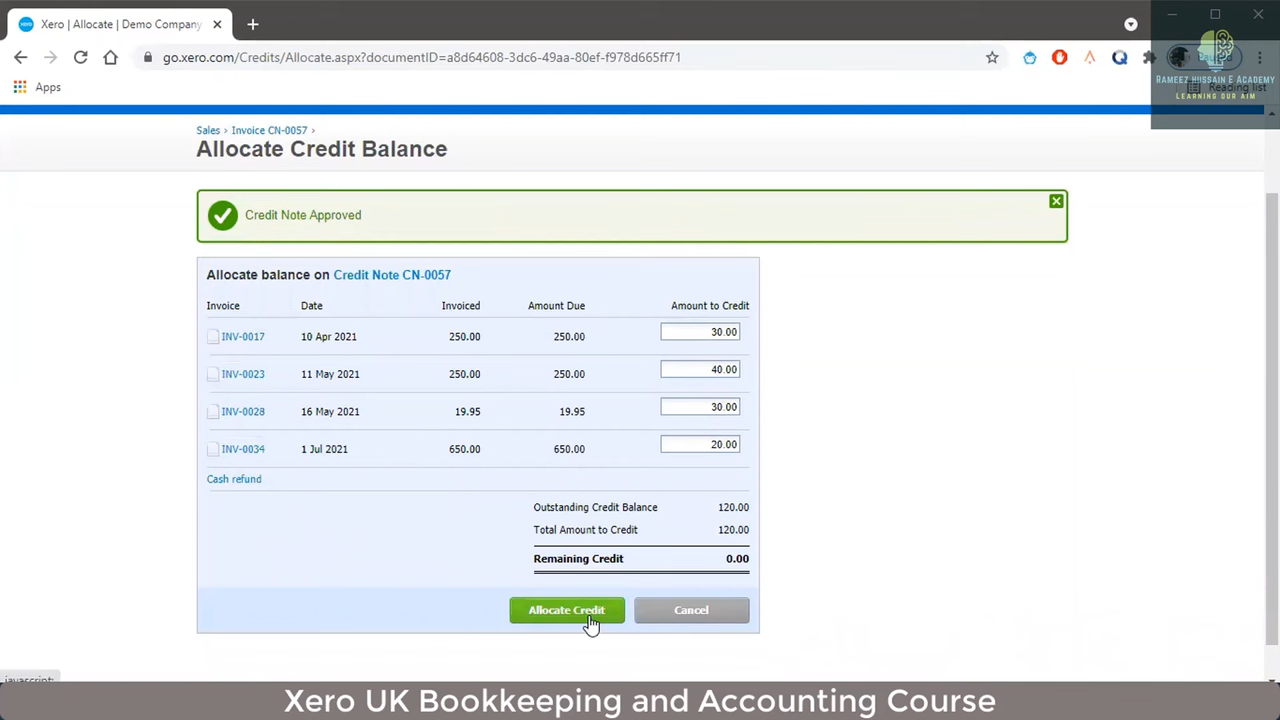 Xero | Allocate | Demo Company
go.xero.com/Credits/Allocate.aspx?documentID=a8d64608-3dc6-49aa-80ef-f978d665ff71
Apps
Reading list
RAMEEZ HUSSAIN E ACADEMY
LEARNING OUR AIM
Sales > Invoice CN-0057 >
Allocate Credit Balance
Credit Note Approved
Allocate balance on Credit Note CN-0057
Invoice Date Invoiced Amount Due Amount to Credit
INV-0017 10 Apr 2021 250.00 250.00 30.00
INV-0023 11 May 2021 250.00 250.00 40.00
INV-0028 16 May 2021 19.95 19.95 30.00
INV-0034 1 Jul 2021 650.00 650.00 20.00
Cash refund
Outstanding Credit Balance 120.00
Total Amount to Credit 120.00
Remaining Credit 0.00
Allocate Credit Cancel
javascript:
Xero UK Bookkeeping and Accounting Course